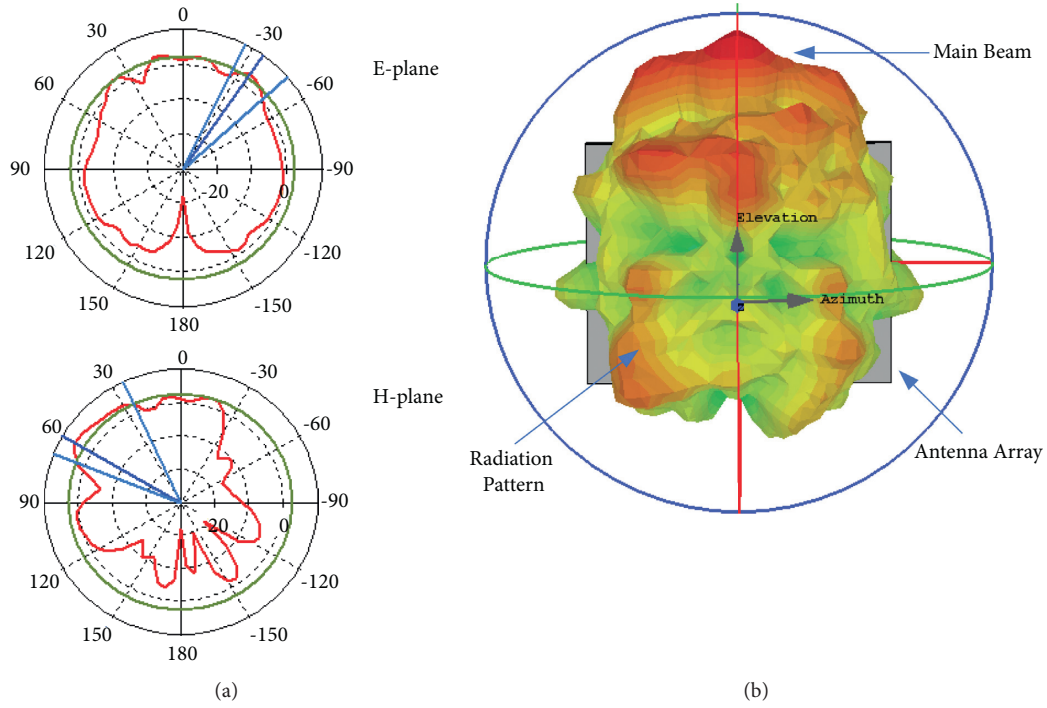 0
30
-30
E-plane
60
-60
90
-20
0
-90
120
-120
150
-150
180
0
30
-30
H-plane
60
-60
90
-20
0
-90
120
-120
150
-150
180
(a)
Main Beam
Elevation
Azimuth
z
Radiation
Pattern
Antenna Array
(b)